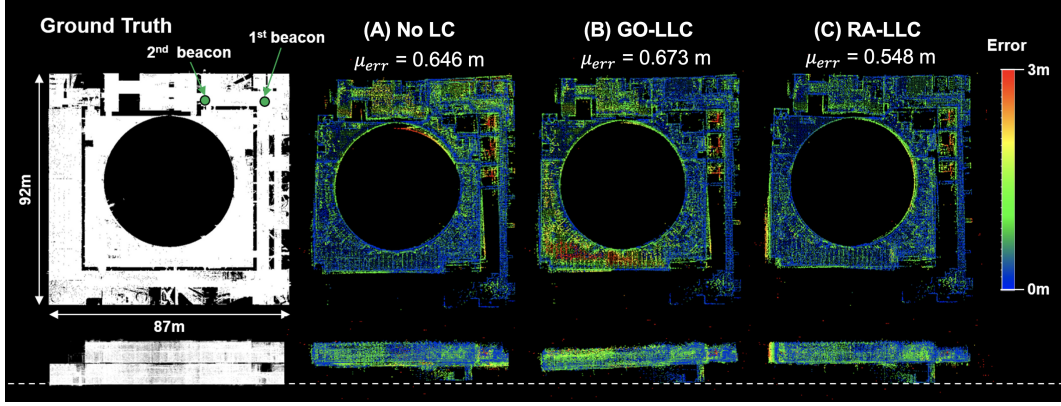 Ground Truth
2nd beacon
1st beacon
(A) No LC
μerr = 0.646 m
(B) GO-LLC
μerr = 0.673 m
(C) RA-LLC
μerr = 0.548 m
Error
3m
0m
92m
87m